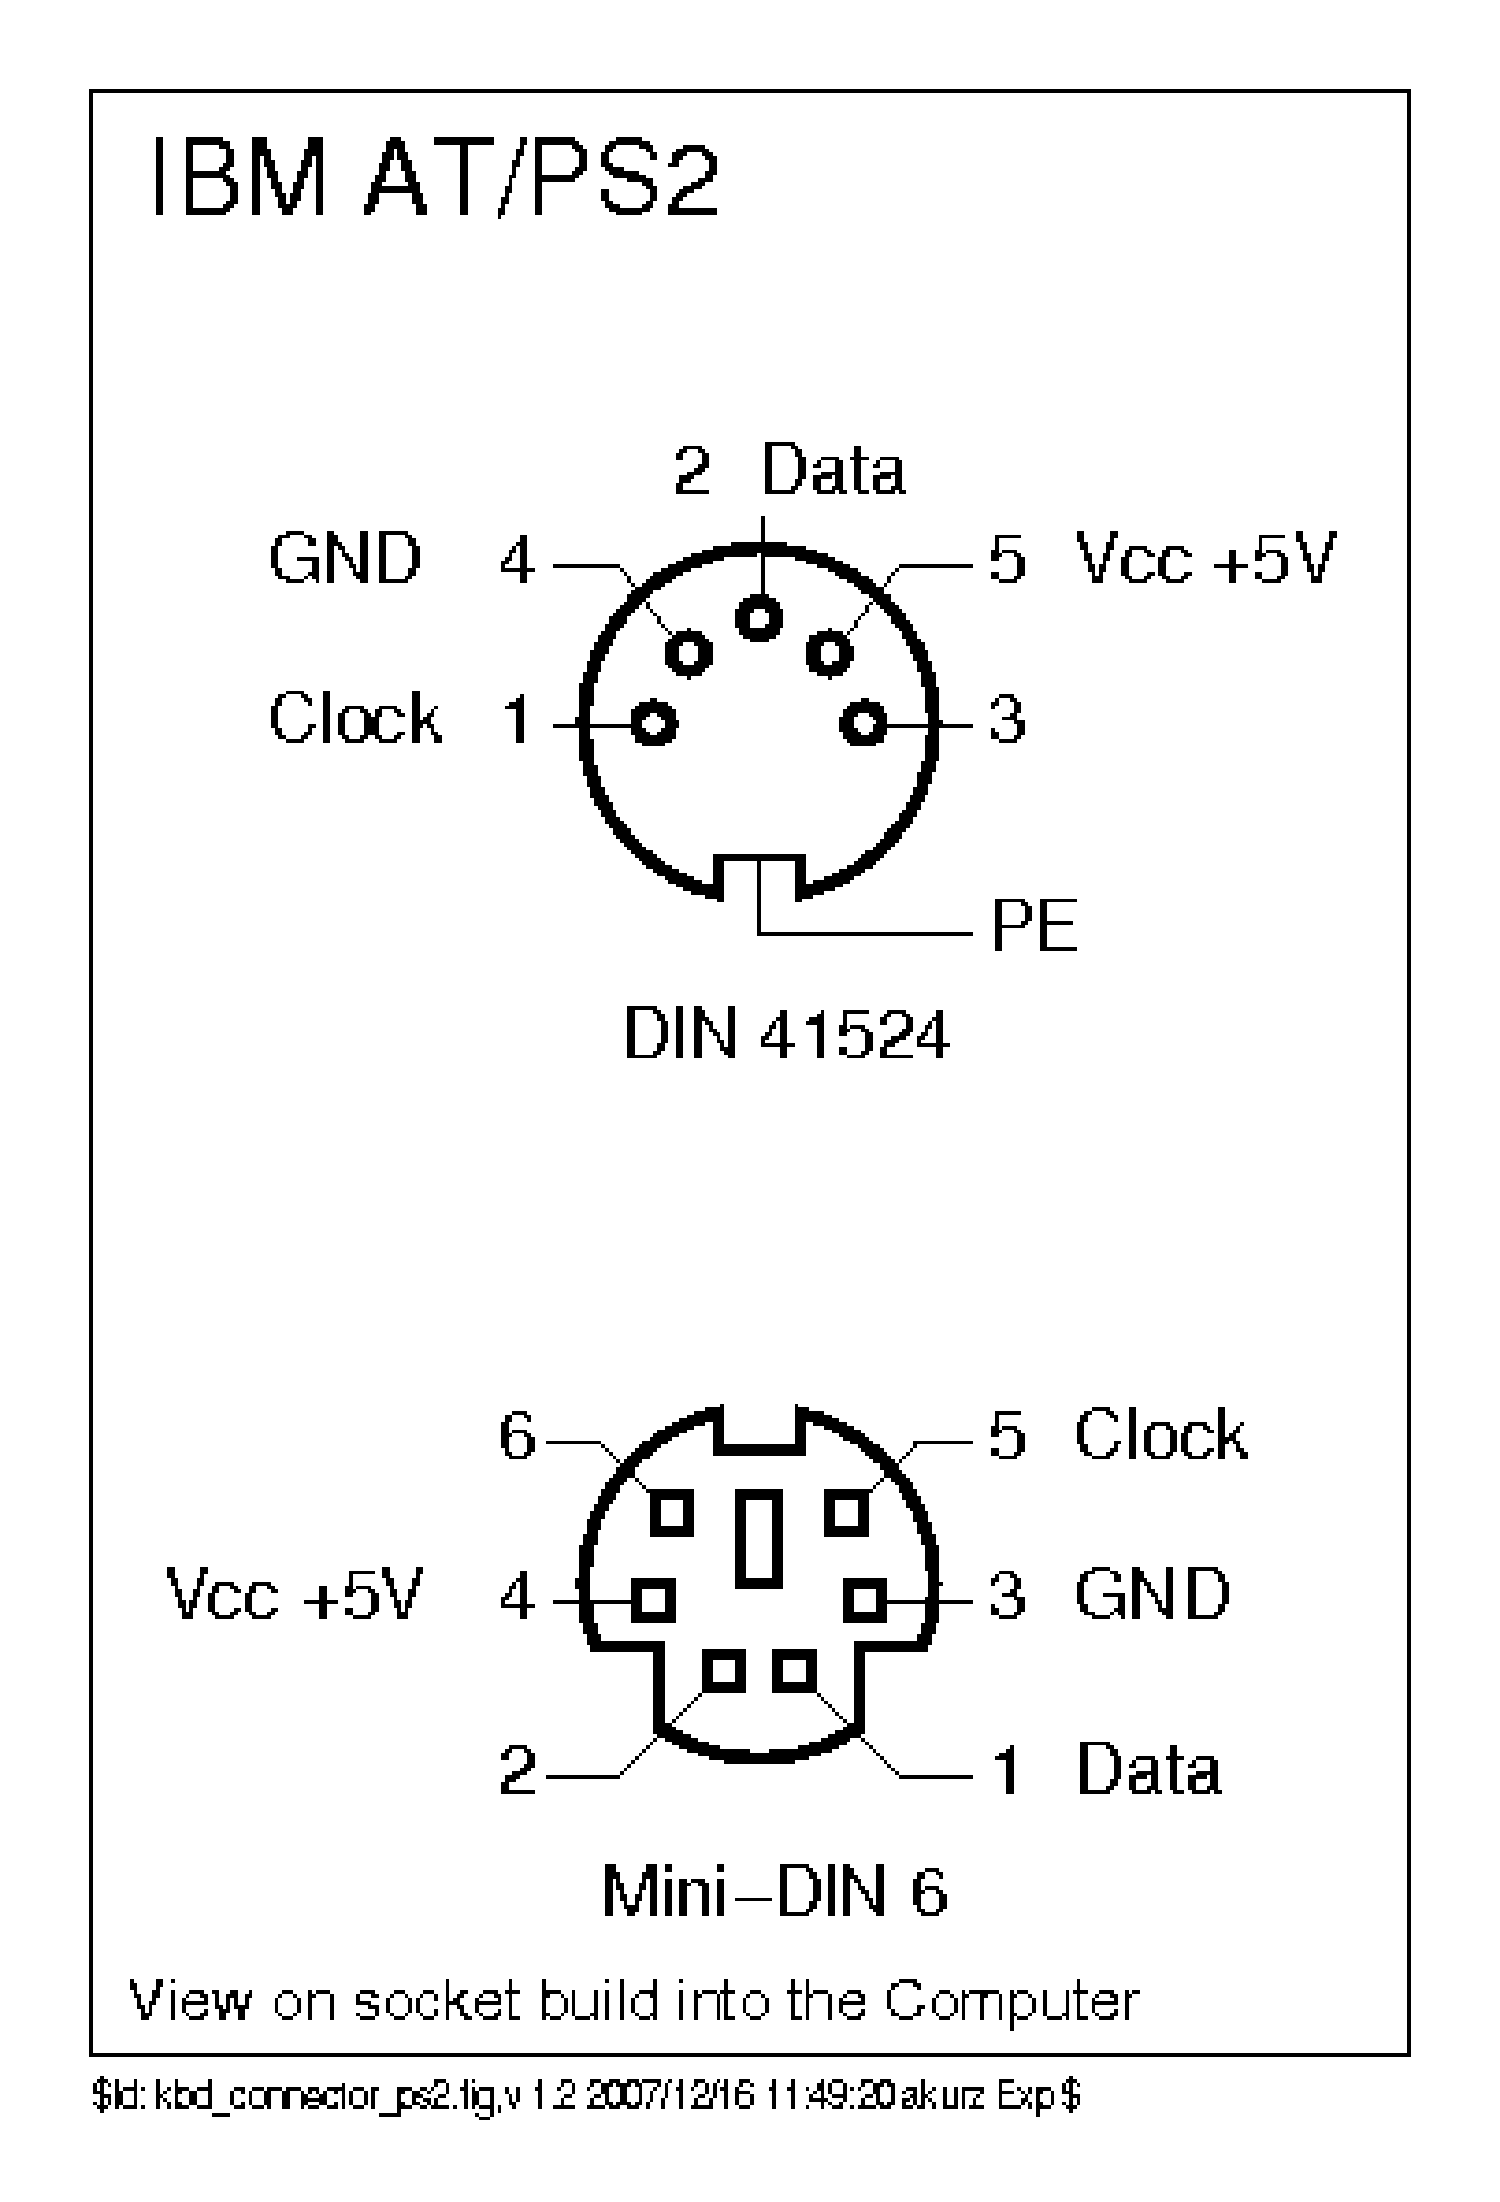 IBM AT/PS2
2 Data
GND 4
5 Vcc +5V
Clock 1
3
PE
DIN 41524
6
5 Clock
Vcc +5V 4
3 GND
2
1 Data
Mini-DIN 6
View on socket build into the Computer
$Id: kbd_connector_ps2.fig,v 1.2 2007/12/16 11:49:20 akurz Exp $